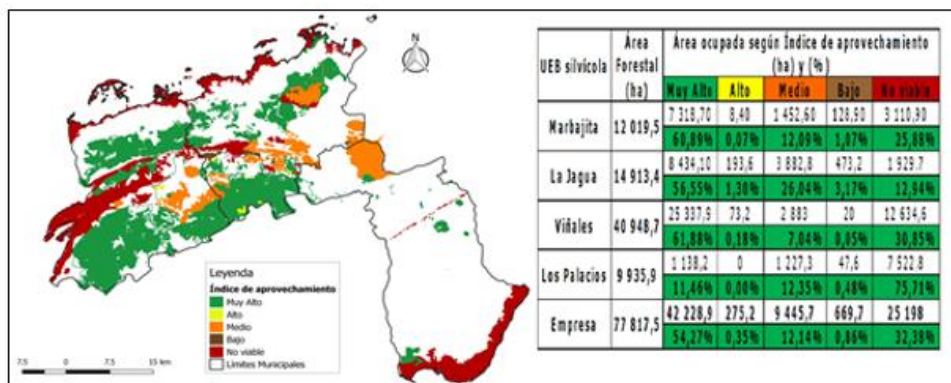 N
Leyenda
Índice de aprovechamiento
Muy Alto
Alto
Medio
Bajo
No viable
Límites Municipales
7.5 0 7.5 15 km
UEB silvícola
Área Forestal (ha)
Área ocupada según Índice de aprovechamiento
(ha) y (%)
Muy Alto Alto Medio Bajo No viable
Marbajita 12 019,5
7 318,70 8,40 1 452,60 128,90 3 110,90
60,89% 0,07% 12,09% 1,07% 25,88%
La Jagua 14 913,4
8 434,10 193,6 3 882,8 473,2 1 929.7
56,55% 1,30% 26,04% 3,17% 12,94%
Viñales 40 948,7
25 337,9 73,2 2 883 20 12 634,6
61,88% 0,18% 7,04% 0,05% 30,85%
Los Palacios 9 935,9
1 138,2 0 1 227,3 47,6 7 522.8
11,46% 0,00% 12,35% 0,48% 75,71%
Empresa 77 817,5
42 228,9 275,2 9 445,7 669,7 25 198
54,27% 0,35% 12,14% 0,86% 32,38%